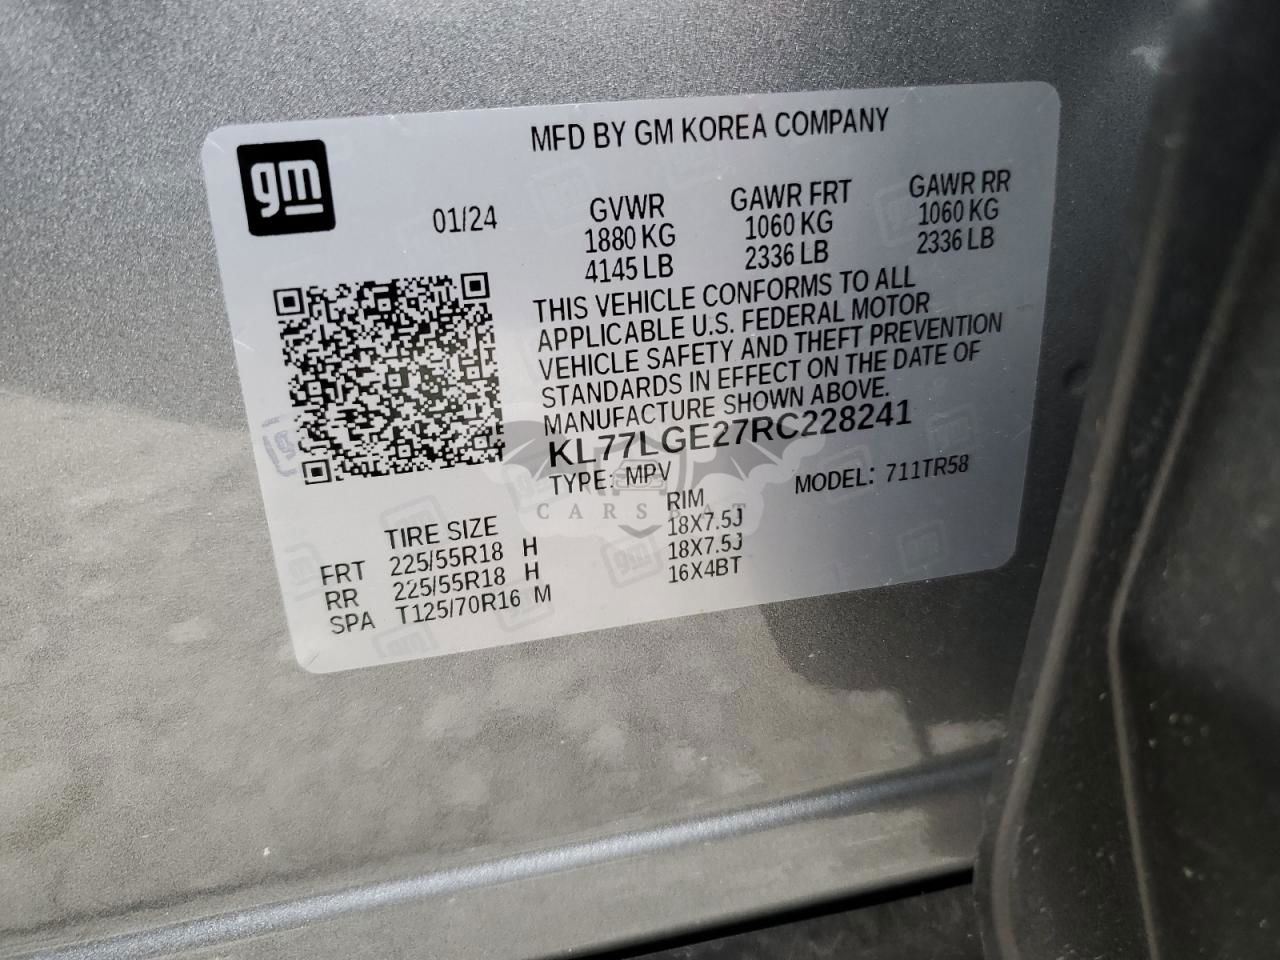 gm
MFD BY GM KOREA COMPANY
01/24
GVWR GAWR FRT GAWR RR
1880 KG 1060 KG 1060 KG
4145 LB 2336 LB 2336 LB
THIS VEHICLE CONFORMS TO ALL
APPLICABLE U.S. FEDERAL MOTOR
VEHICLE SAFETY AND THEFT PREVENTION
STANDARDS IN EFFECT ON THE DATE OF
MANUFACTURE SHOWN ABOVE.
KL77LGE27RC228241
TYPE: MPV MODEL: 711TR58
CARSBAT
TIRE SIZE RIM
FRT 225/55R18 H 18X7.5J
RR 225/55R18 H 18X7.5J
SPA T125/70R16 M 16X4BT